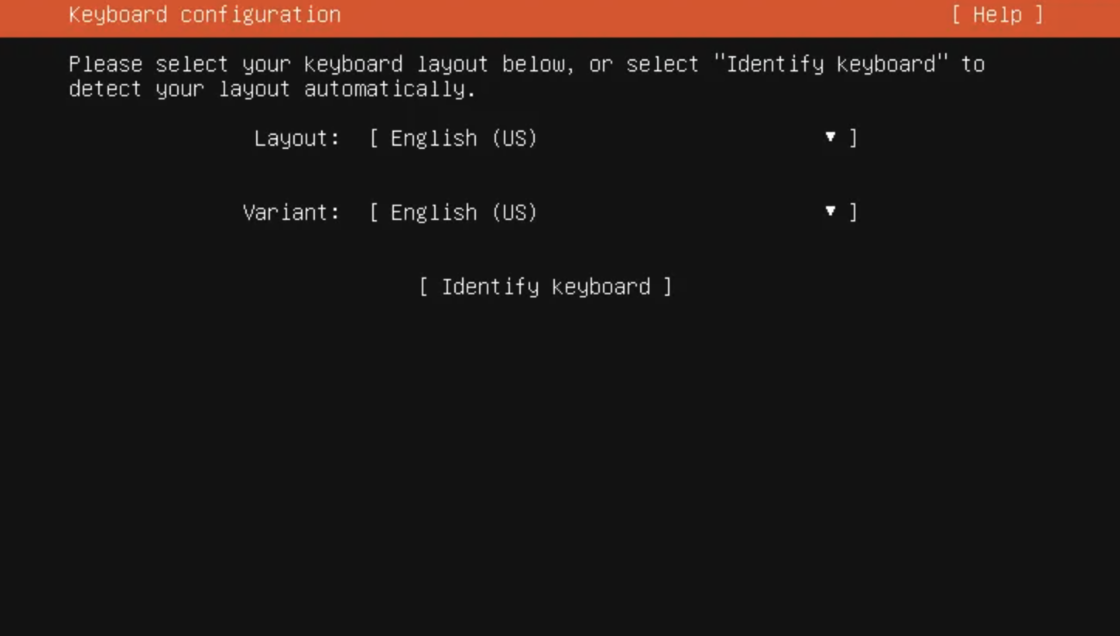 Keyboard configuration [ Help ]
Please select your keyboard layout below, or select "Identify keyboard" to
detect your layout automatically.
Layout: [ English (US) ▾ ]
Variant: [ English (US) ▾ ]
[ Identify keyboard ]